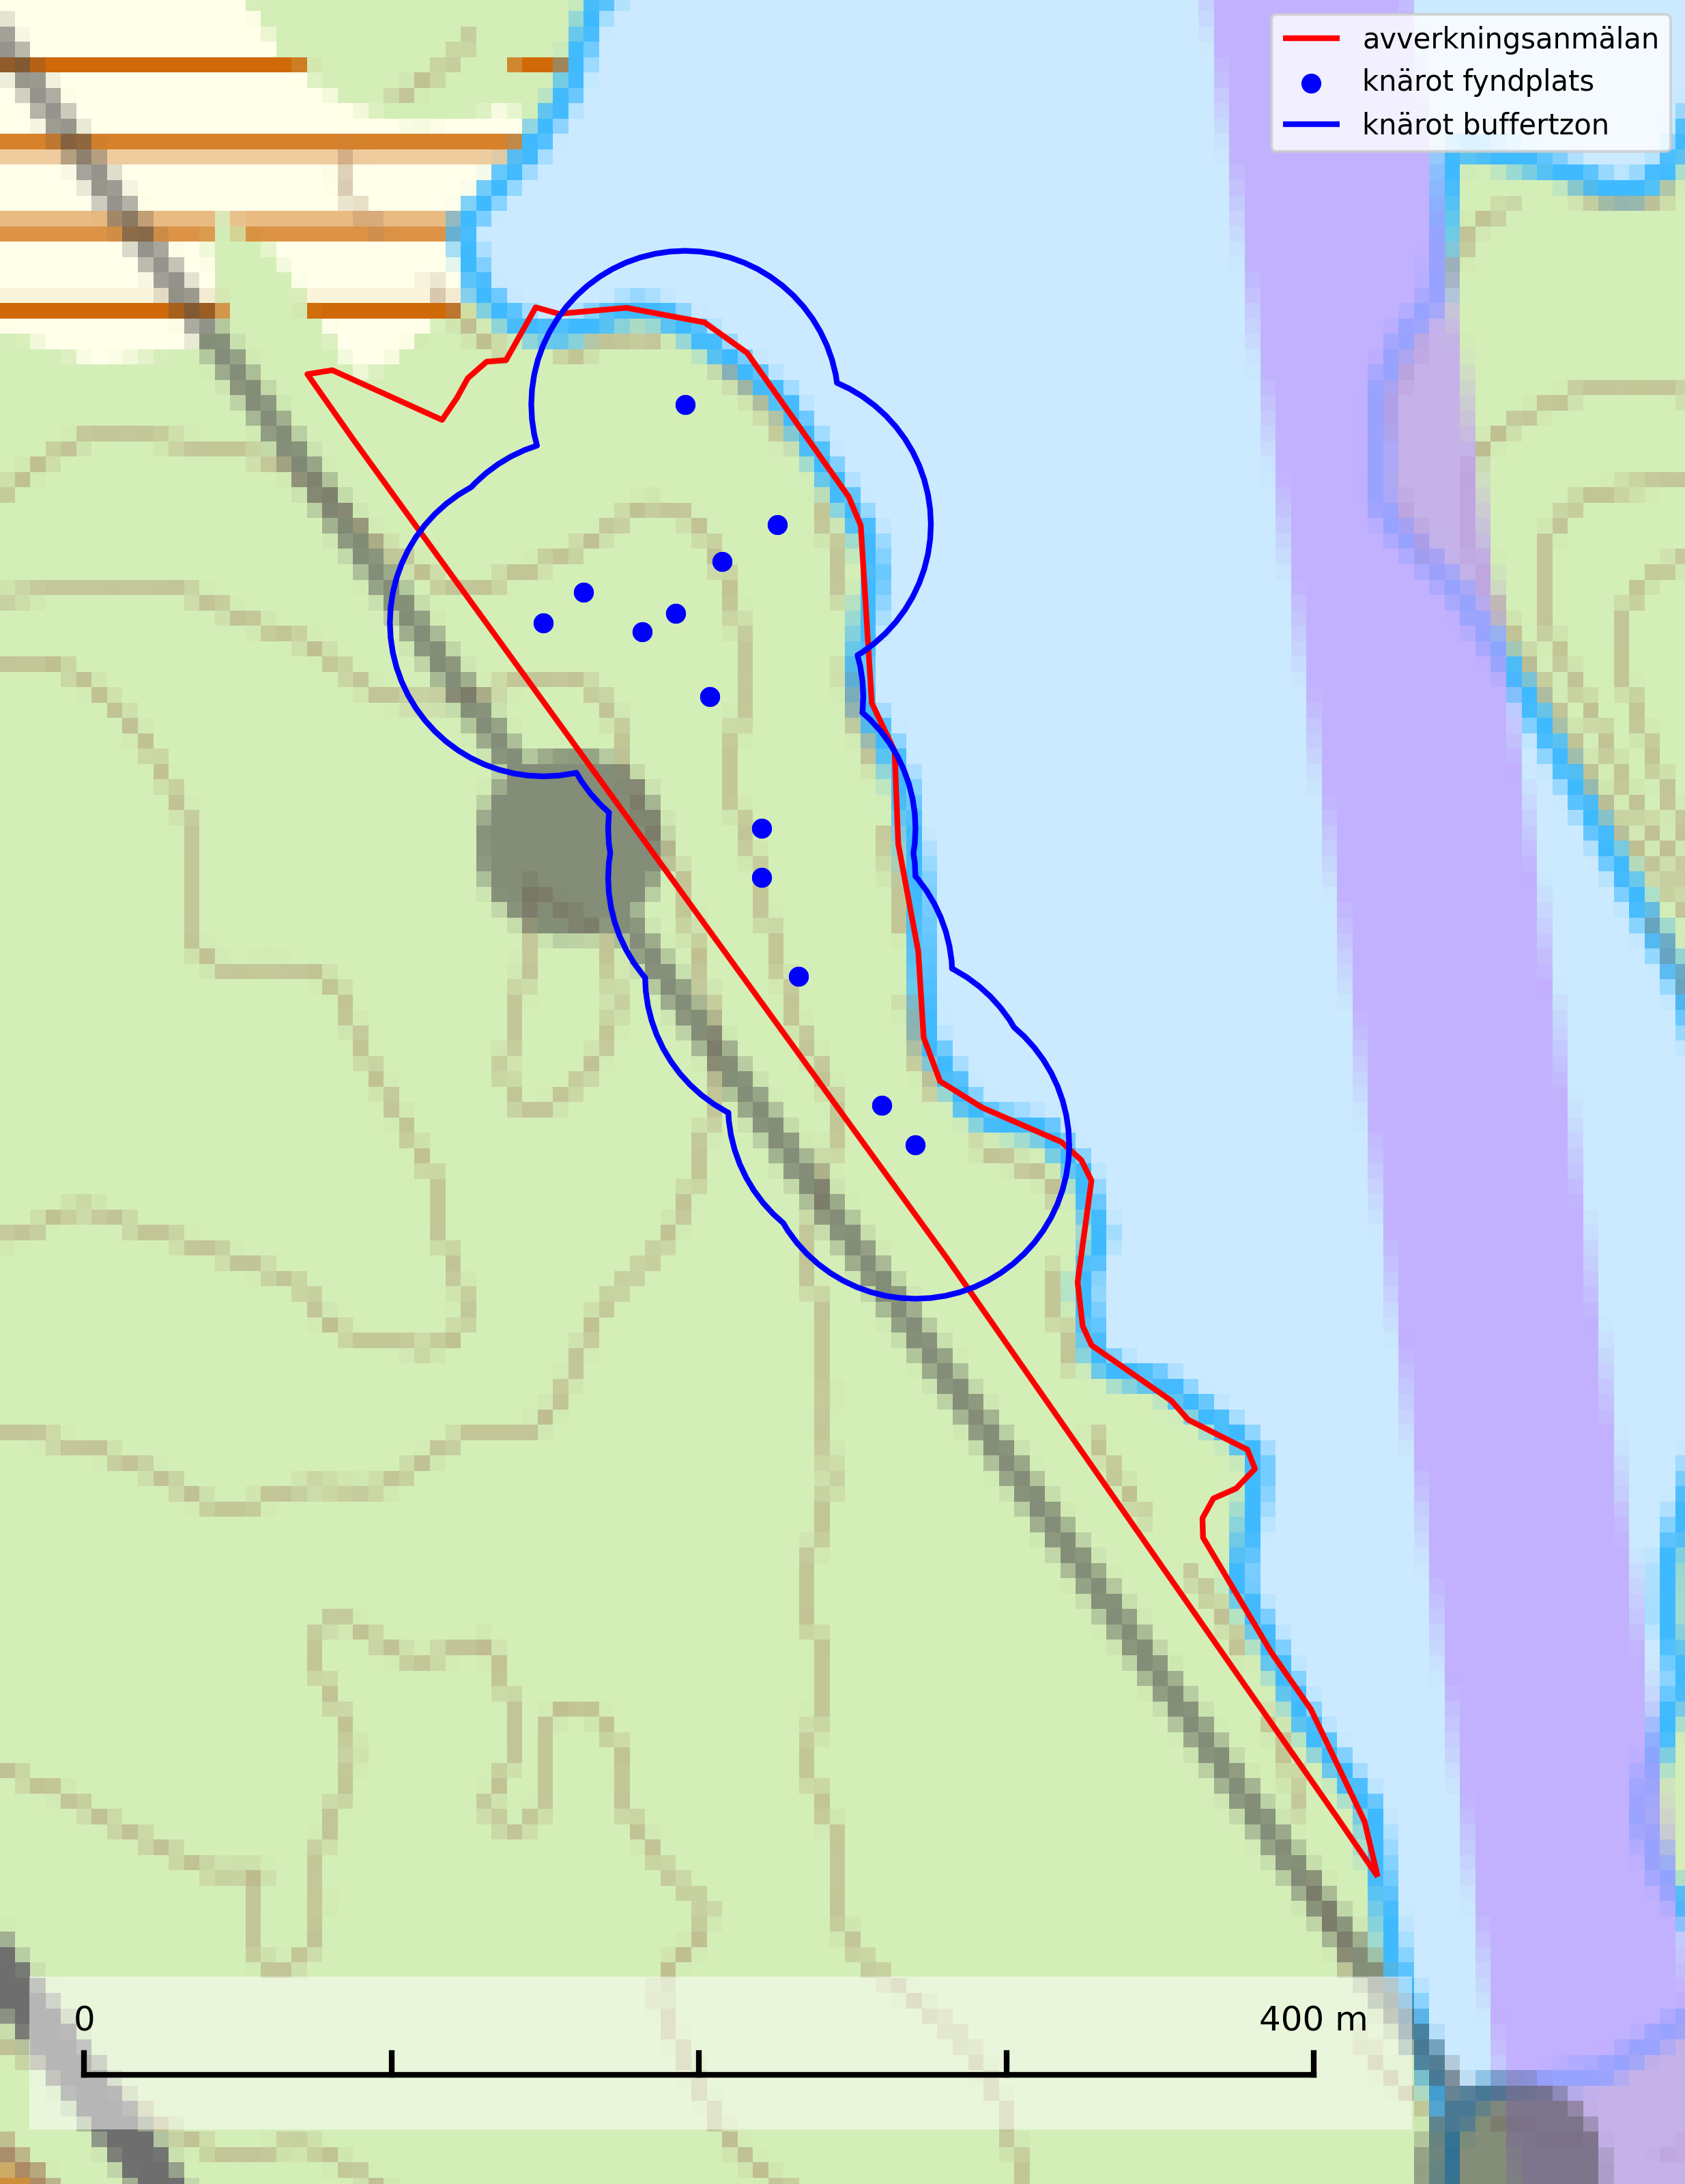 avverkningsanmälan
knärot fyndplats
knärot buffertzon
0
400 m